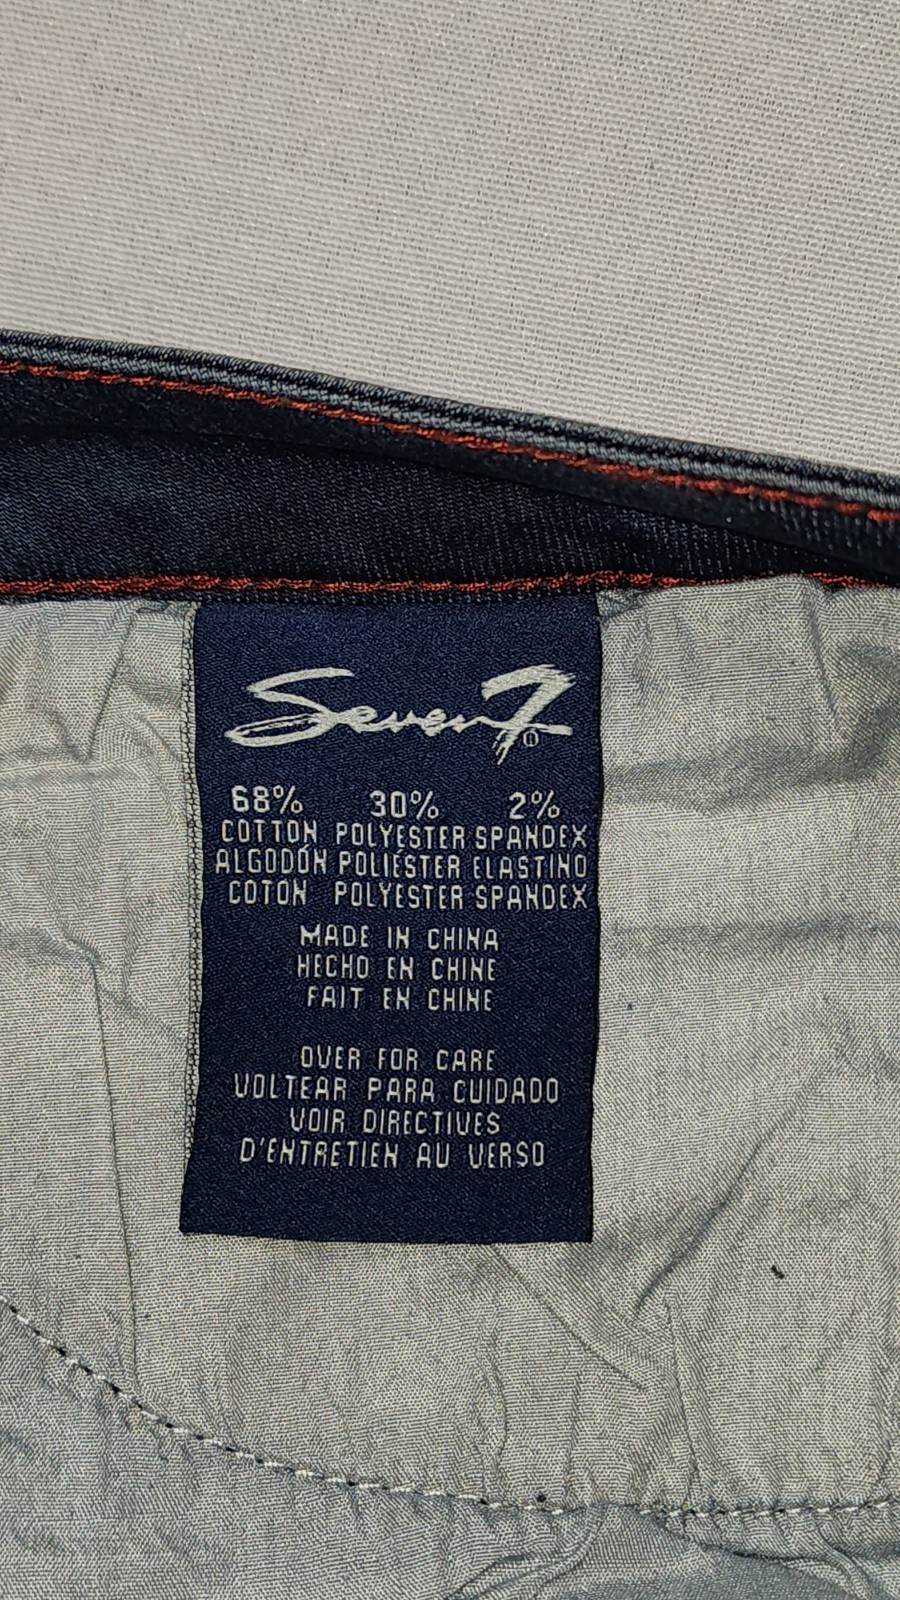 Seven7®
68% 30% 2%
COTTON POLYESTER SPANDEX
ALGODÓN POLIÉSTER ELASTINO
COTON POLYESTER SPANDEX
MADE IN CHINA
HECHO EN CHINE
FAIT EN CHINE
OVER FOR CARE
VOLTEAR PARA CUIDADO
VOIR DIRECTIVES
D'ENTRETIEN AU VERSO